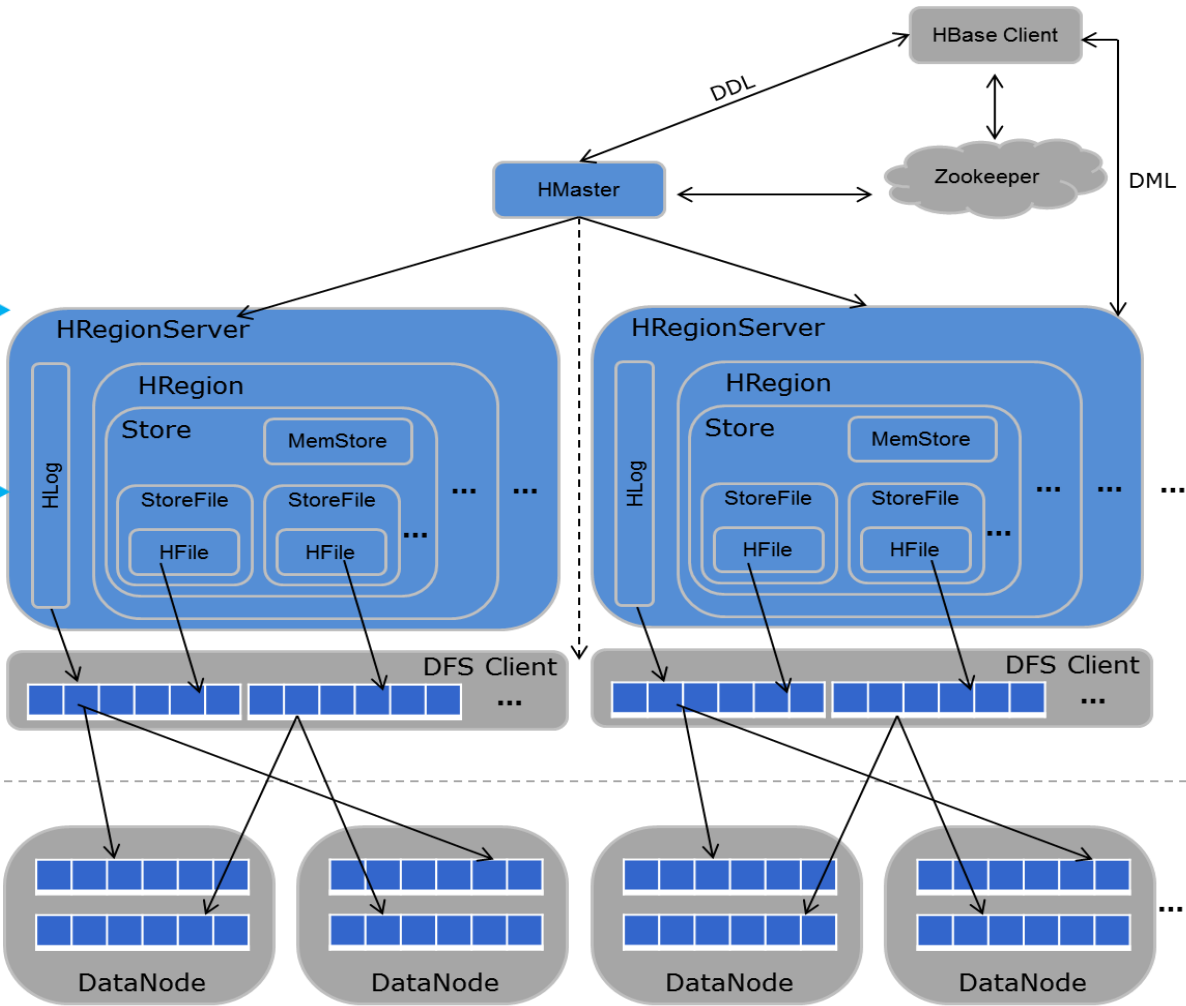 HBase Client
DDL
Zookeeper
HMaster
DML
HRegionServer
HRegion
Store
MemStore
HLog
StoreFile
StoreFile
HFile
HFile
...
...
...
HRegionServer
HRegion
Store
MemStore
HLog
StoreFile
StoreFile
HFile
HFile
...
...
...
...
DFS Client
...
DFS Client
...
DataNode
DataNode
DataNode
DataNode
...